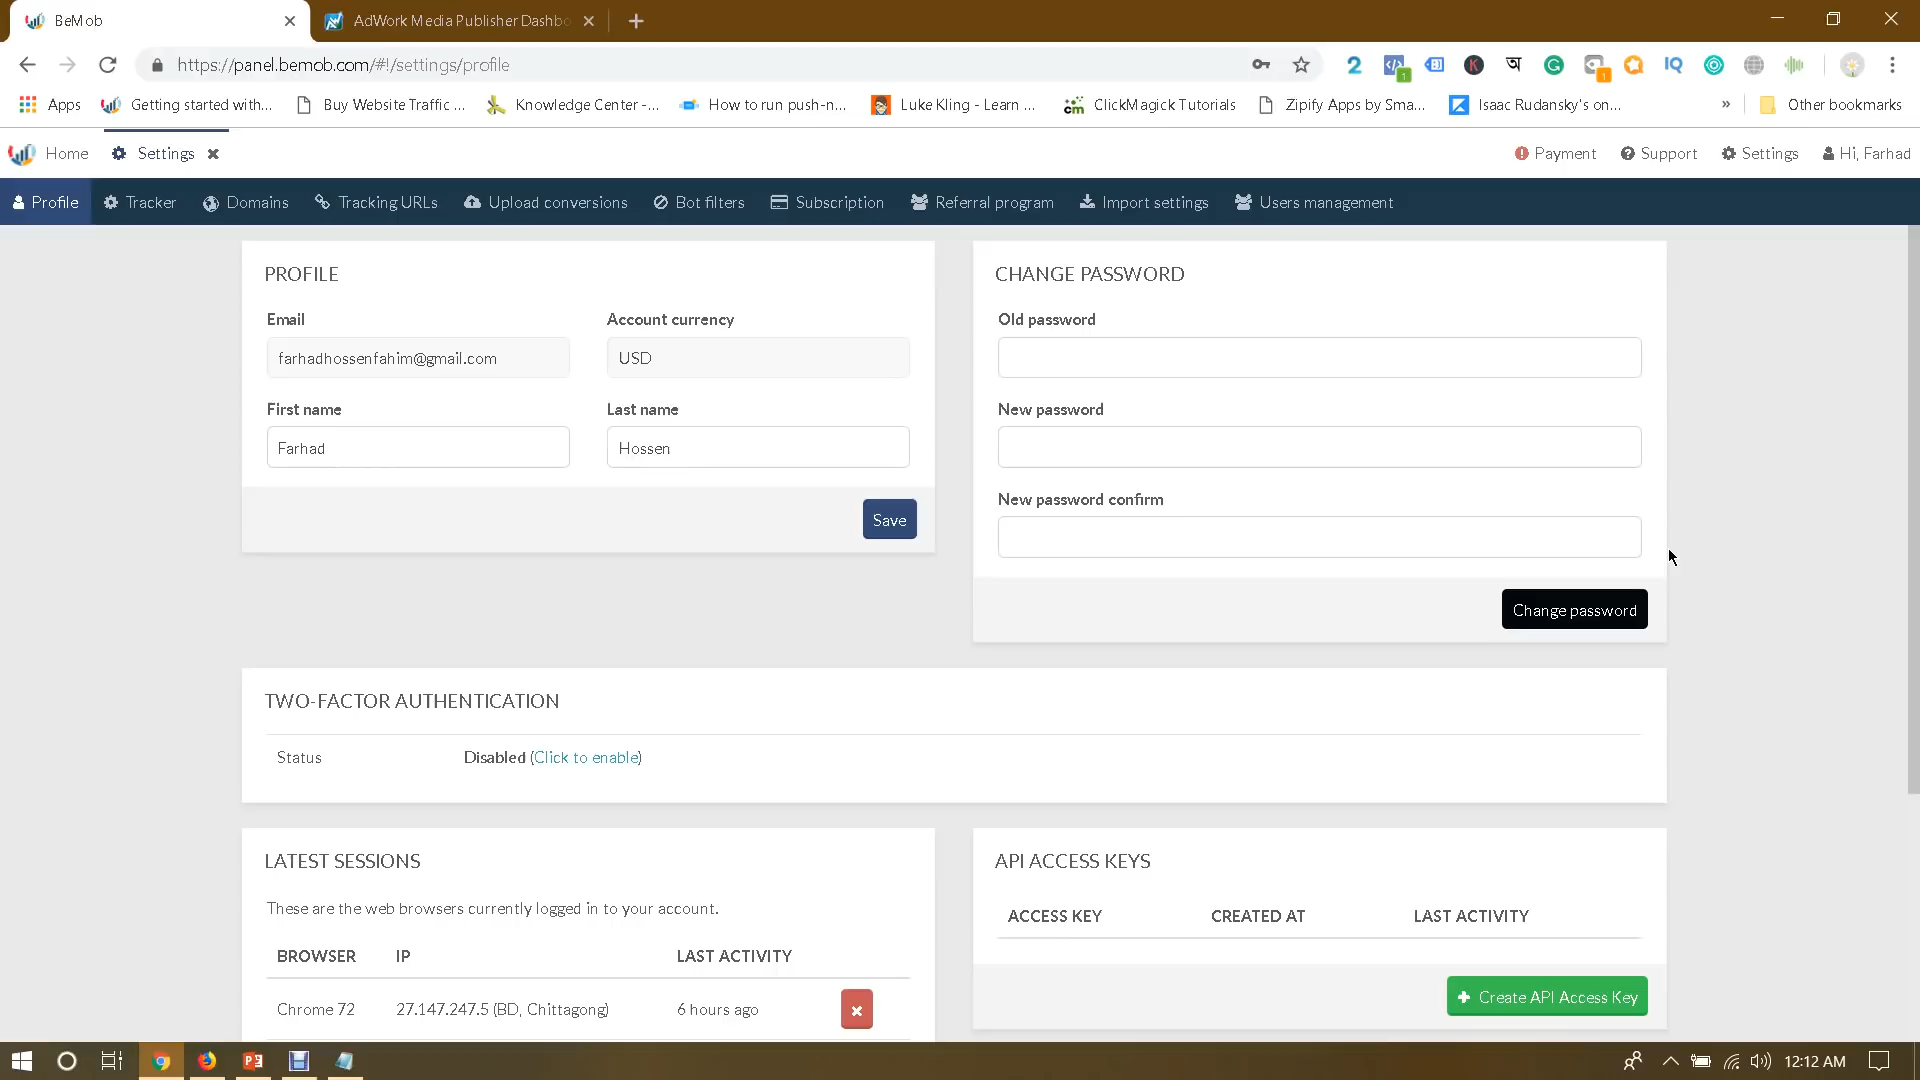 BeMob
AdWork Media Publisher Dashbo
https://panel.bemob.com/#!/settings/profile
Apps Getting started with... Buy Website Traffic ... Knowledge Center -... How to run push-n... Luke Kling - Learn ... ClickMagick Tutorials Zipify Apps by Sma... Isaac Rudansky's on... » Other bookmarks
Home Settings Payment Support Settings Hi, Farhad
Profile Tracker Domains Tracking URLs Upload conversions Bot filters Subscription Referral program Import settings Users management
PROFILE
Email Account currency
farhadhossenfahim@gmail.com USD
First name Last name
Farhad Hossen
Save
CHANGE PASSWORD
Old password
New password
New password confirm
Change password
TWO-FACTOR AUTHENTICATION
Status Disabled (Click to enable)
LATEST SESSIONS
These are the web browsers currently logged in to your account.
BROWSER IP LAST ACTIVITY
Chrome 72 27.147.247.5 (BD, Chittagong) 6 hours ago
API ACCESS KEYS
ACCESS KEY CREATED AT LAST ACTIVITY
Create API Access Key
12:12 AM